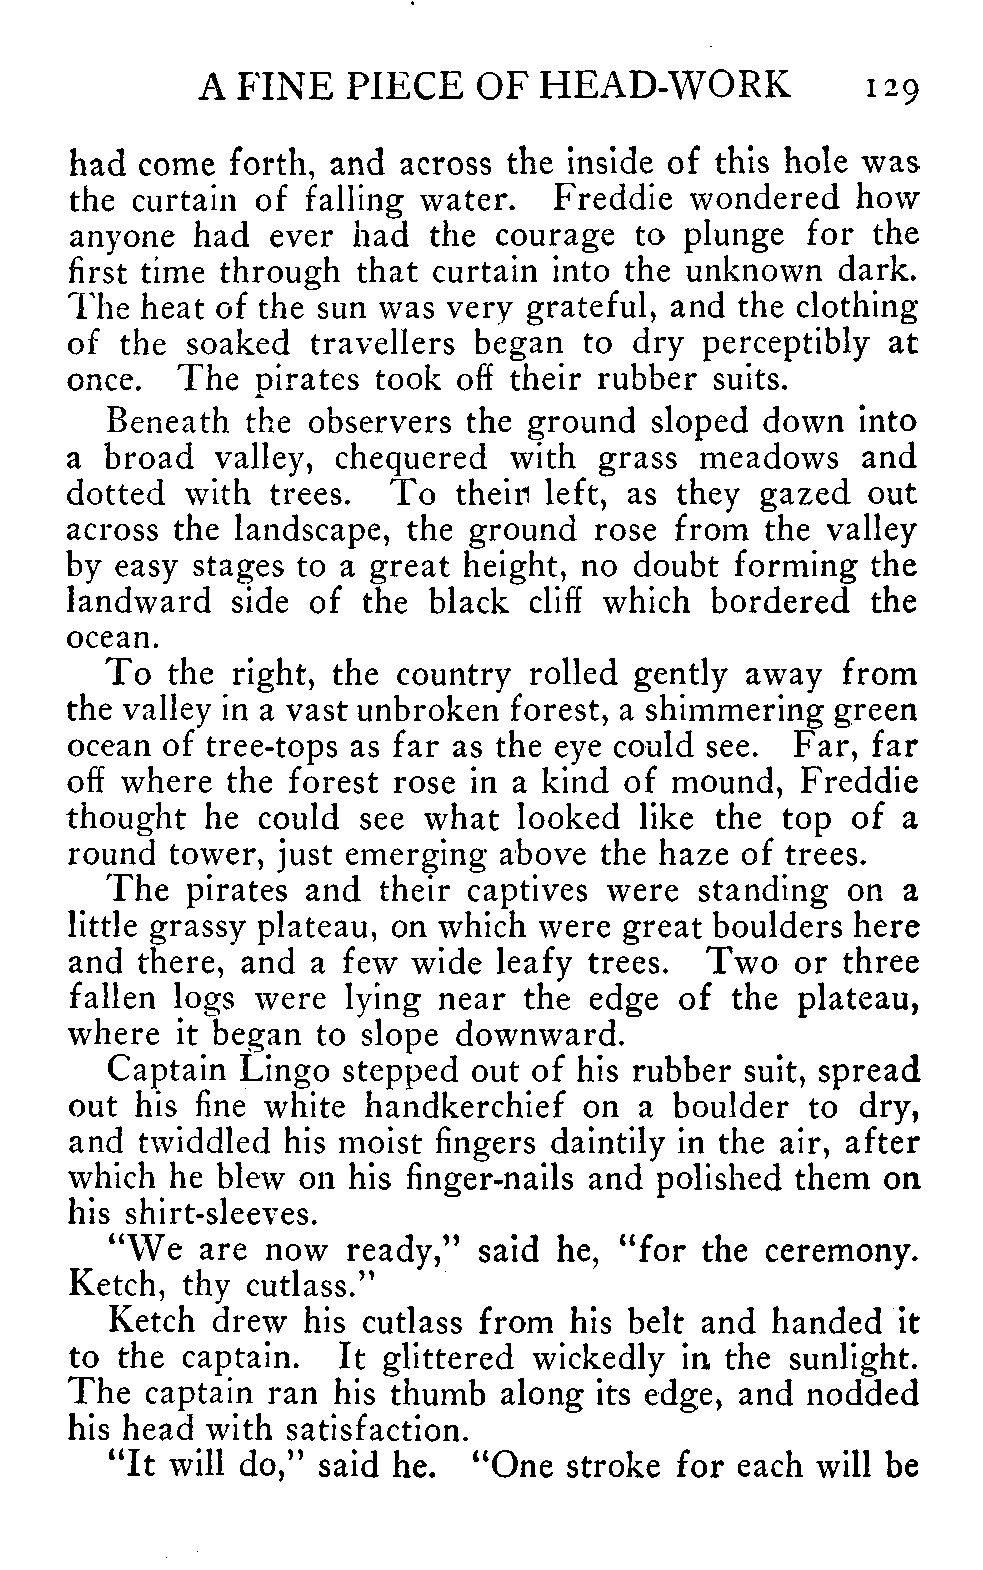 A FINE PIECE OF HEAD-WORK 129
had come forth, and across the inside of this hole was
the curtain of falling water. Freddie wondered how
anyone had ever had the courage to plunge for the
first time through that curtain into the unknown dark.
The heat of the sun was very grateful, and the clothing
of the soaked travellers began to dry perceptibly at
once. The pirates took off their rubber suits.
Beneath the observers the ground sloped down into
a broad valley, chequered with grass meadows and
dotted with trees. To their left, as they gazed out
across the landscape, the ground rose from the valley
by easy stages to a great height, no doubt forming the
landward side of the black cliff which bordered the
ocean.
To the right, the country rolled gently away from
the valley in a vast unbroken forest, a shimmering green
ocean of tree-tops as far as the eye could see. Far, far
off where the forest rose in a kind of mound, Freddie
thought he could see what looked like the top of a
round tower, just emerging above the haze of trees.
The pirates and their captives were standing on a
little grassy plateau, on which were great boulders here
and there, and a few wide leafy trees. Two or three
fallen logs were lying near the edge of the plateau,
where it began to slope downward.
Captain Lingo stepped out of his rubber suit, spread
out his fine white handkerchief on a boulder to dry,
and twiddled his moist fingers daintily in the air, after
which he blew on his finger-nails and polished them on
his shirt-sleeves.
"We are now ready," said he, "for the ceremony.
Ketch, thy cutlass."
Ketch drew his cutlass from his belt and handed it
to the captain. It glittered wickedly in the sunlight.
The captain ran his thumb along its edge, and nodded
his head with satisfaction.
"It will do," said he. "One stroke for each will be